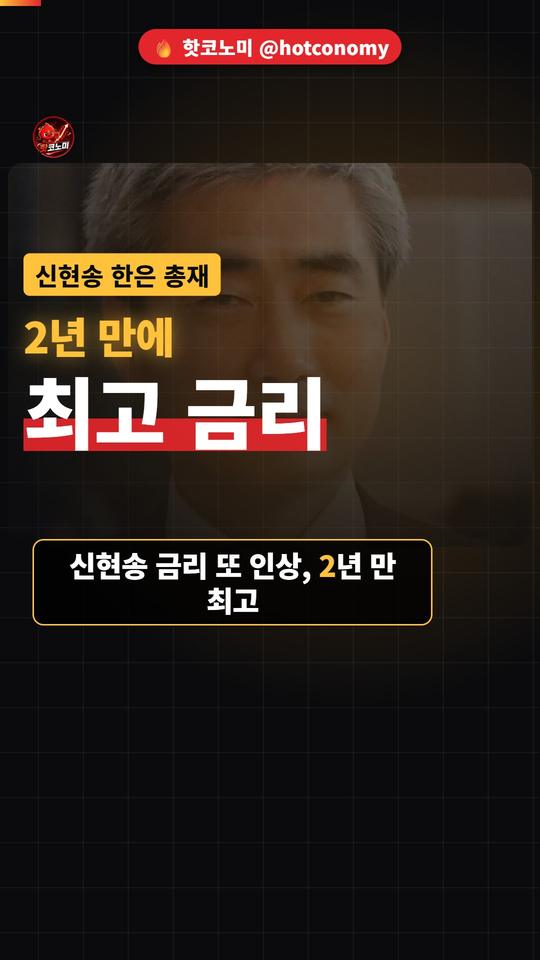 핫코노미 @hotconomy
핫코노미
신현송 한은 총재
2년 만에
최고 금리
신현송 금리 또 인상, 2년 만
최고